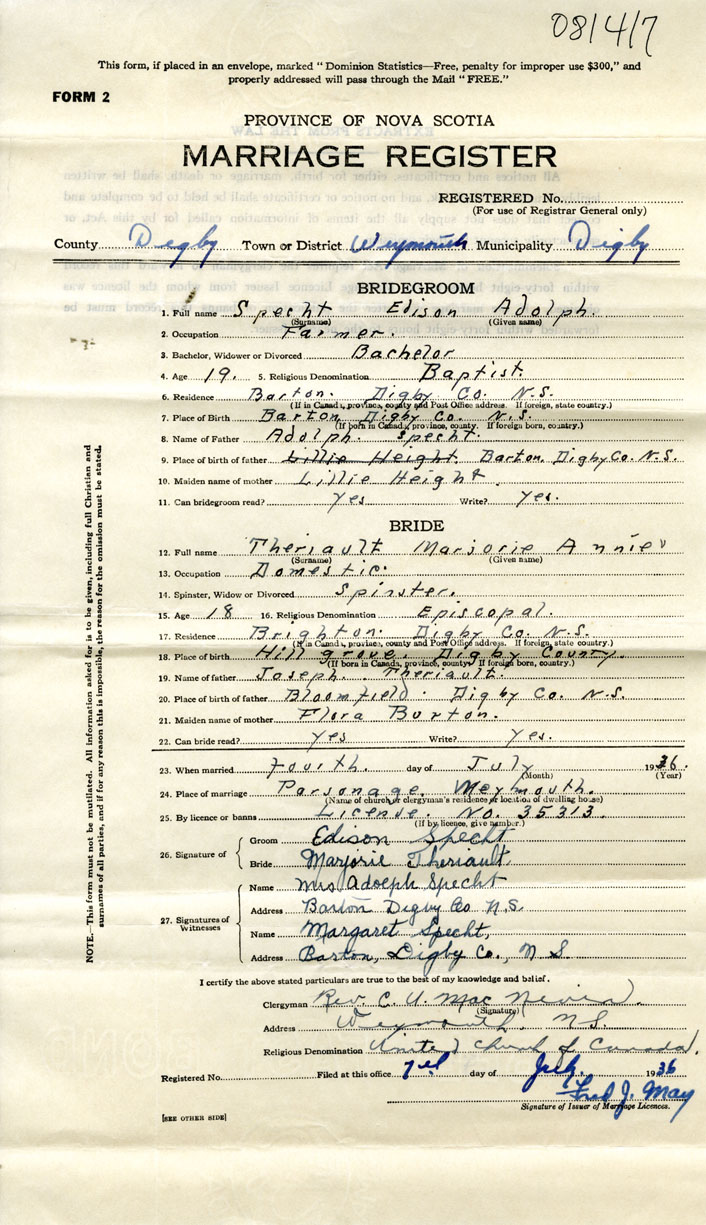 081417
This form, if placed in an envelope, marked "Dominion Statistics—Free, penalty for improper use $300," and
properly addressed will pass through the Mail "FREE."
FORM 2
PROVINCE OF NOVA SCOTIA
MARRIAGE REGISTER
REGISTERED No.
(For use of Registrar General only)
County Digby Town or District Weymouth Municipality Digby
BRIDEGROOM
1. Full name Specht Edison Adolph.
(Surname) (Given name)
2. Occupation Farmer.
3. Bachelor, Widower or Divorced Bachelor
4. Age 19. 5. Religious Denomination Baptist.
6. Residence Barton. Digby Co. N.S.
(If in Canada, province, county and Post Office address. If foreign, state country.)
7. Place of Birth Barton, Digby Co. N.S.
(If born in Canada, province, county. If foreign born, country.)
8. Name of Father Adolph. Specht.
9. Place of birth of father Lillie Height. Barton, Digby Co. N.S.
10. Maiden name of mother Lillie Height.
11. Can bridegroom read? Yes Write? Yes.
BRIDE
12. Full name Theriault Marjorie Annie
(Surname) (Given name)
13. Occupation Domestic.
14. Spinster, Widow or Divorced Spinster.
15. Age 18 16. Religious Denomination Episcopal.
17. Residence Brighton. Digby Co. N.S.
(If in Canada, province, county and Post Office address. If foreign, state country.)
18. Place of birth Hill grove. Digby County.
(If born in Canada, province, county. If foreign born, country.)
19. Name of father Joseph. Theriault.
20. Place of birth of father Bloomfield. Digby Co. N.S.
21. Maiden name of mother Flora Burton.
22. Can bride read? Yes Write? Yes.
23. When married Fourth. day of July 1936.
(Month) (Year)
24. Place of marriage Parsonage. Weymouth.
(Name of church or clergyman's residence or location of dwelling house)
25. By licence or banns License. No. 35313.
(If by licence, give number.)
26. Signature of Groom Edison Specht
Bride Marjorie Theriault.
27. Signatures of Witnesses Name Mrs Adolph Specht
Address Barton Digby Co N.S.
Name Margaret Specht,
Address Barton, Digby Co., N.S.
I certify the above stated particulars are true to the best of my knowledge and belief.
Clergyman Rev. C. U. Mac
(Signature)
Address Weymouth. N.S.
Religious Denomination United Church of Canada.
Registered No. Filed at this office day of July. 1936
Fred J. May
Signature of Issuer of Marriage Licences.
[SEE OTHER SIDE]
NOTE.—This form must not be mutilated. All information asked for is to be given, including full Christian and
surnames of all parties, and if for any reason this is impossible, the reason for the omission must be stated.